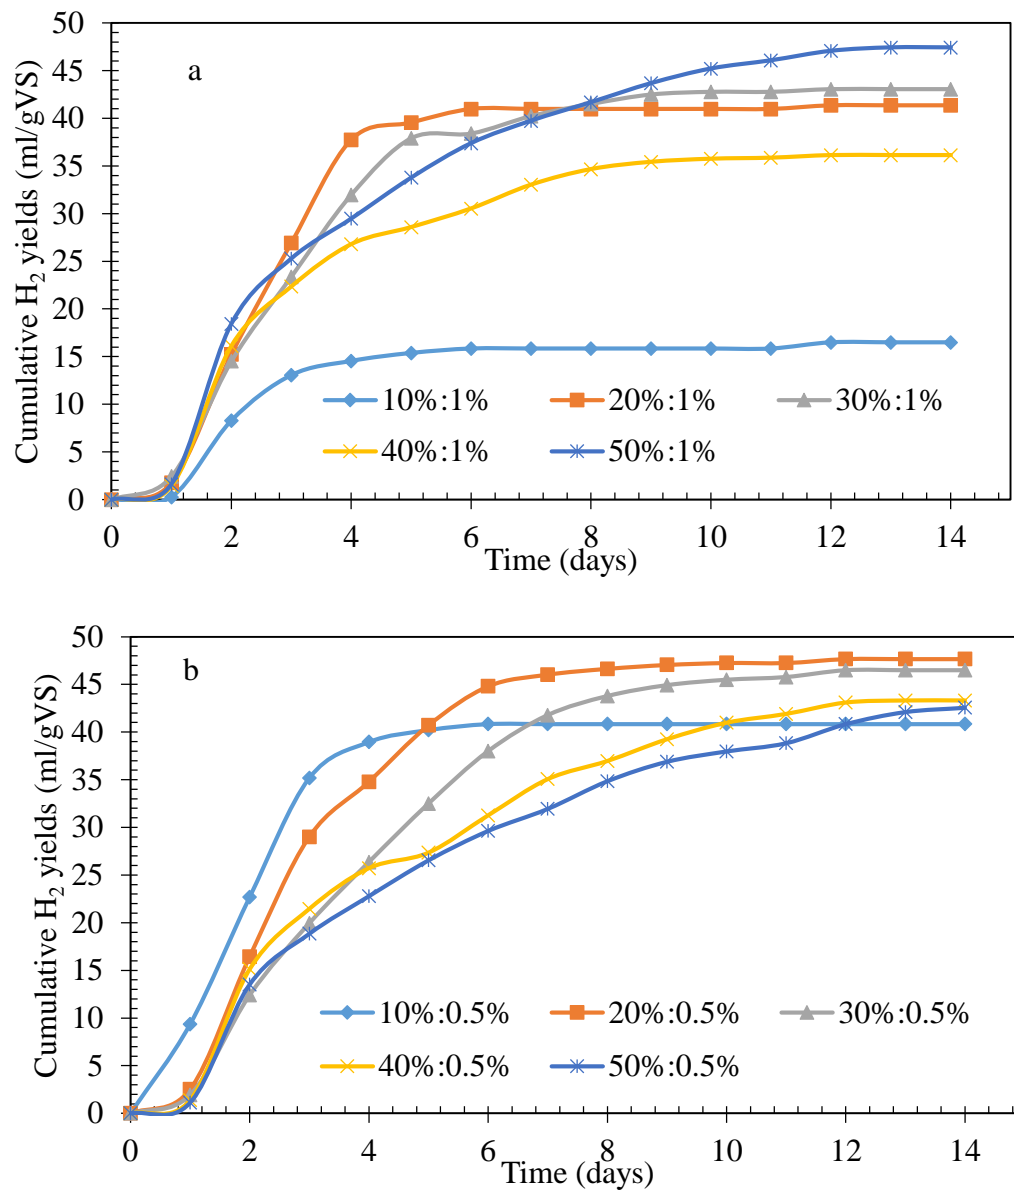 50
45
40
35
30
25
20
15
10
5
0
Cumulative H2 yields (ml/gVS)
a
10%:1% 20%:1% 30%:1%
40%:1% 50%:1%
0 2 4 6 8 10 12 14
Time (days)
50
45
40
35
30
25
20
15
10
5
0
Cumulative H2 yields (ml/gVS)
b
10%:0.5% 20%:0.5% 30%:0.5%
40%:0.5% 50%:0.5%
0 2 4 6 8 10 12 14
Time (days)